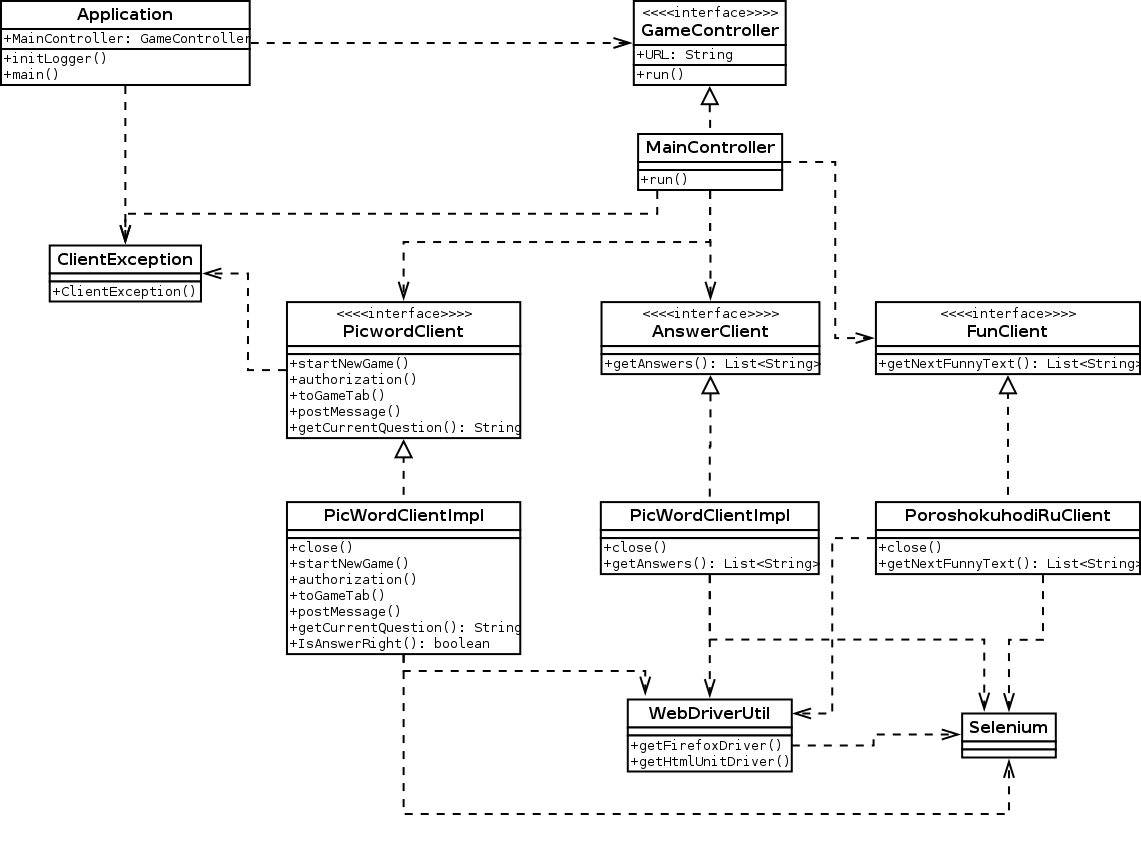 Application
+MainController: GameController
+initLogger()
+main()
<<<<interface>>>>
GameController
+URL: String
+run()
MainController
+run()
ClientException
+ClientException()
<<<<interface>>>>
PicwordClient
+startNewGame()
+authorization()
+toGameTab()
+postMessage()
+getCurrentQuestion(): String
<<<<interface>>>>
AnswerClient
+getAnswers(): List<String>
<<<<interface>>>>
FunClient
+getNextFunnyText(): List<String>
PicWordClientImpl
+close()
+startNewGame()
+authorization()
+toGameTab()
+postMessage()
+getCurrentQuestion(): String
+IsAnswerRight(): boolean
PicWordClientImpl
+close()
+getAnswers(): List<String>
PoroshokuhodiRuClient
+close()
+getNextFunnyText(): List<String>
WebDriverUtil
+getFirefoxDriver()
+getHtmlUnitDriver()
Selenium